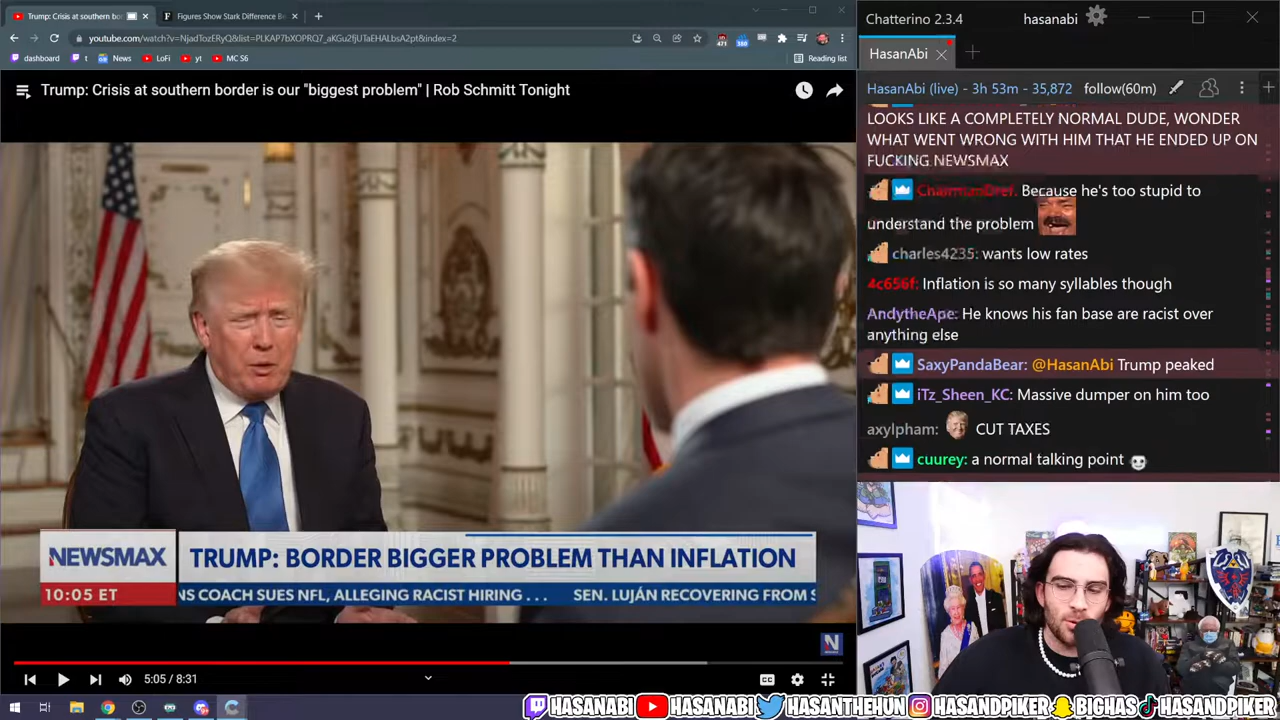 Trump: Crisis at southern bo
Figures Show Stark Difference Be
youtube.com/watch?v=NjadTozERyQ&list=PLKAP7bXOPRQ7_aKGu2fjUTaEHALbsA2pt&index=2
471
380
dashboard
t
News
LoFi
yt
MC S6
Reading list
Trump: Crisis at southern border is our "biggest problem" | Rob Schmitt Tonight
NEWSMAX
TRUMP: BORDER BIGGER PROBLEM THAN INFLATION
10:05 ET
NS COACH SUES NFL, ALLEGING RACIST HIRING . . . SEN. LUJÁN RECOVERING FROM S
N
5:05 / 8:31
CC
Chatterino 2.3.4
hasanabi
HasanAbi
HasanAbi (live) - 3h 53m - 35,872
follow(60m)
LOOKS LIKE A COMPLETELY NORMAL DUDE, WONDER
WHAT WENT WRONG WITH HIM THAT HE ENDED UP ON
FUCKING NEWSMAX
ChairmanDref: Because he's too stupid to
understand the problem
charles4235: wants low rates
4c656f: Inflation is so many syllables though
AndytheApe: He knows his fan base are racist over
anything else
SaxyPandaBear: @HasanAbi Trump peaked
iTz_Sheen_KC: Massive dumper on him too
axylpham: CUT TAXES
cuurey: a normal talking point
HASANABI
HASANABI
HASANTHEHUN
HASANDPIKER
BIGHAS
HASANDPIKER